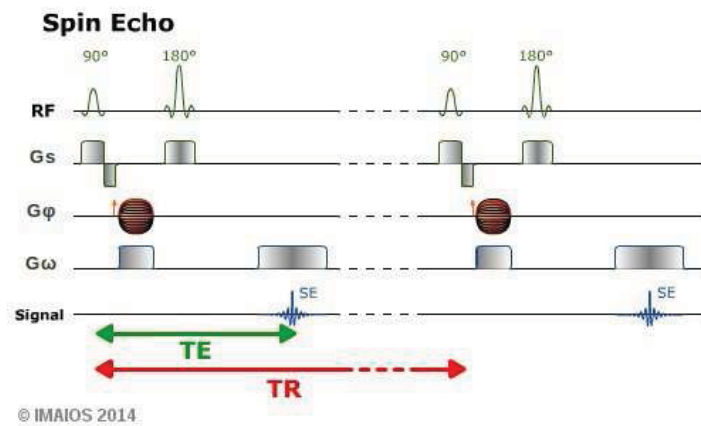 Spin Echo
90° 180° 90° 180°
RF
Gs
Gφ
Gω
SE SE
Signal
TE
TR
© IMAIOS 2014